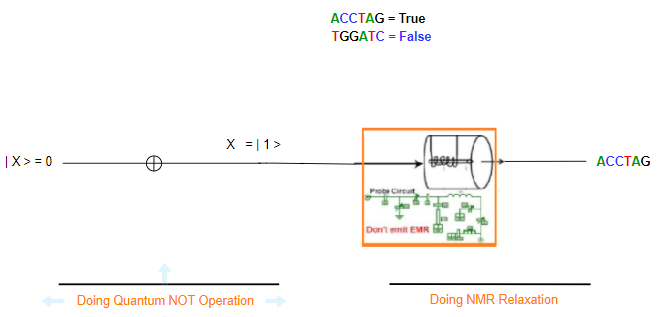 ACCTAG = True
TGGATC = False
X = | 1 >
| X > = 0
ACCTAG
Probe Circuit
Don't emit EMR
Doing Quantum NOT Operation
Doing NMR Relaxation